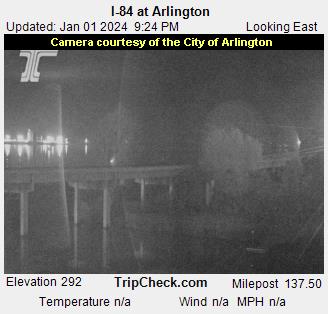 I-84 at Arlington
Updated: Jan 01 2024 9:24 PM Looking East
Camera courtesy of the City of Arlington
Elevation 292 TripCheck.com Milepost 137.50
Temperature n/a Wind n/a MPH n/a